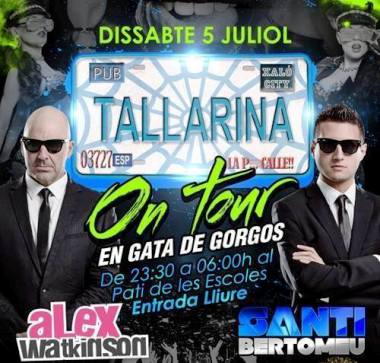 DISSABTE 5 JULIOL
PUB
XALÓ
CITY
TALLARINA
03727 ESP
LA P... CALLE!!
On Tour
EN GATA DE GORGOS
De 23:30 a 06:00h al
Pati de les Escoles
Entrada Lliure
aLex
watkinson
SANTI
BERTOMEU